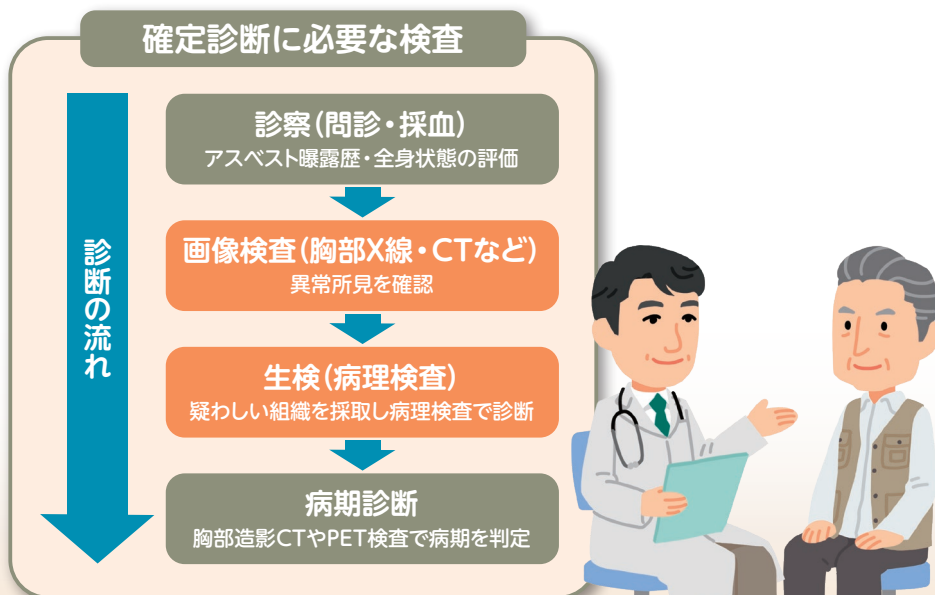 確定診断に必要な検査
診断の流れ
診察(問診・採血)
アスベスト曝露歴・全身状態の評価
画像検査(胸部X線・CTなど)
異常所見を確認
生検(病理検査)
疑わしい組織を採取し病理検査で診断
病期診断
胸部造影CTやPET検査で病期を判定